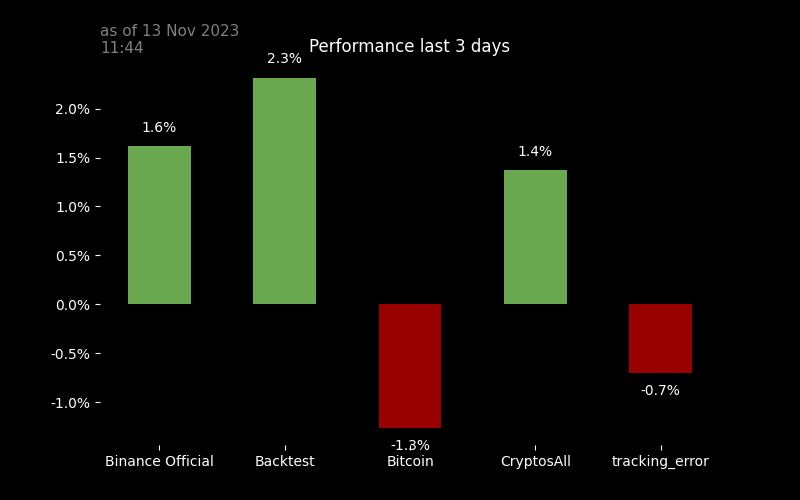 as of 13 Nov 2023
11:44
Performance last 3 days
2.3%
1.6%
1.4%
2.0%
1.5%
1.0%
0.5%
0.0%
-0.5%
-1.0%
-0.7%
-1.3%
Binance Official
Backtest
Bitcoin
CryptosAll
tracking_error